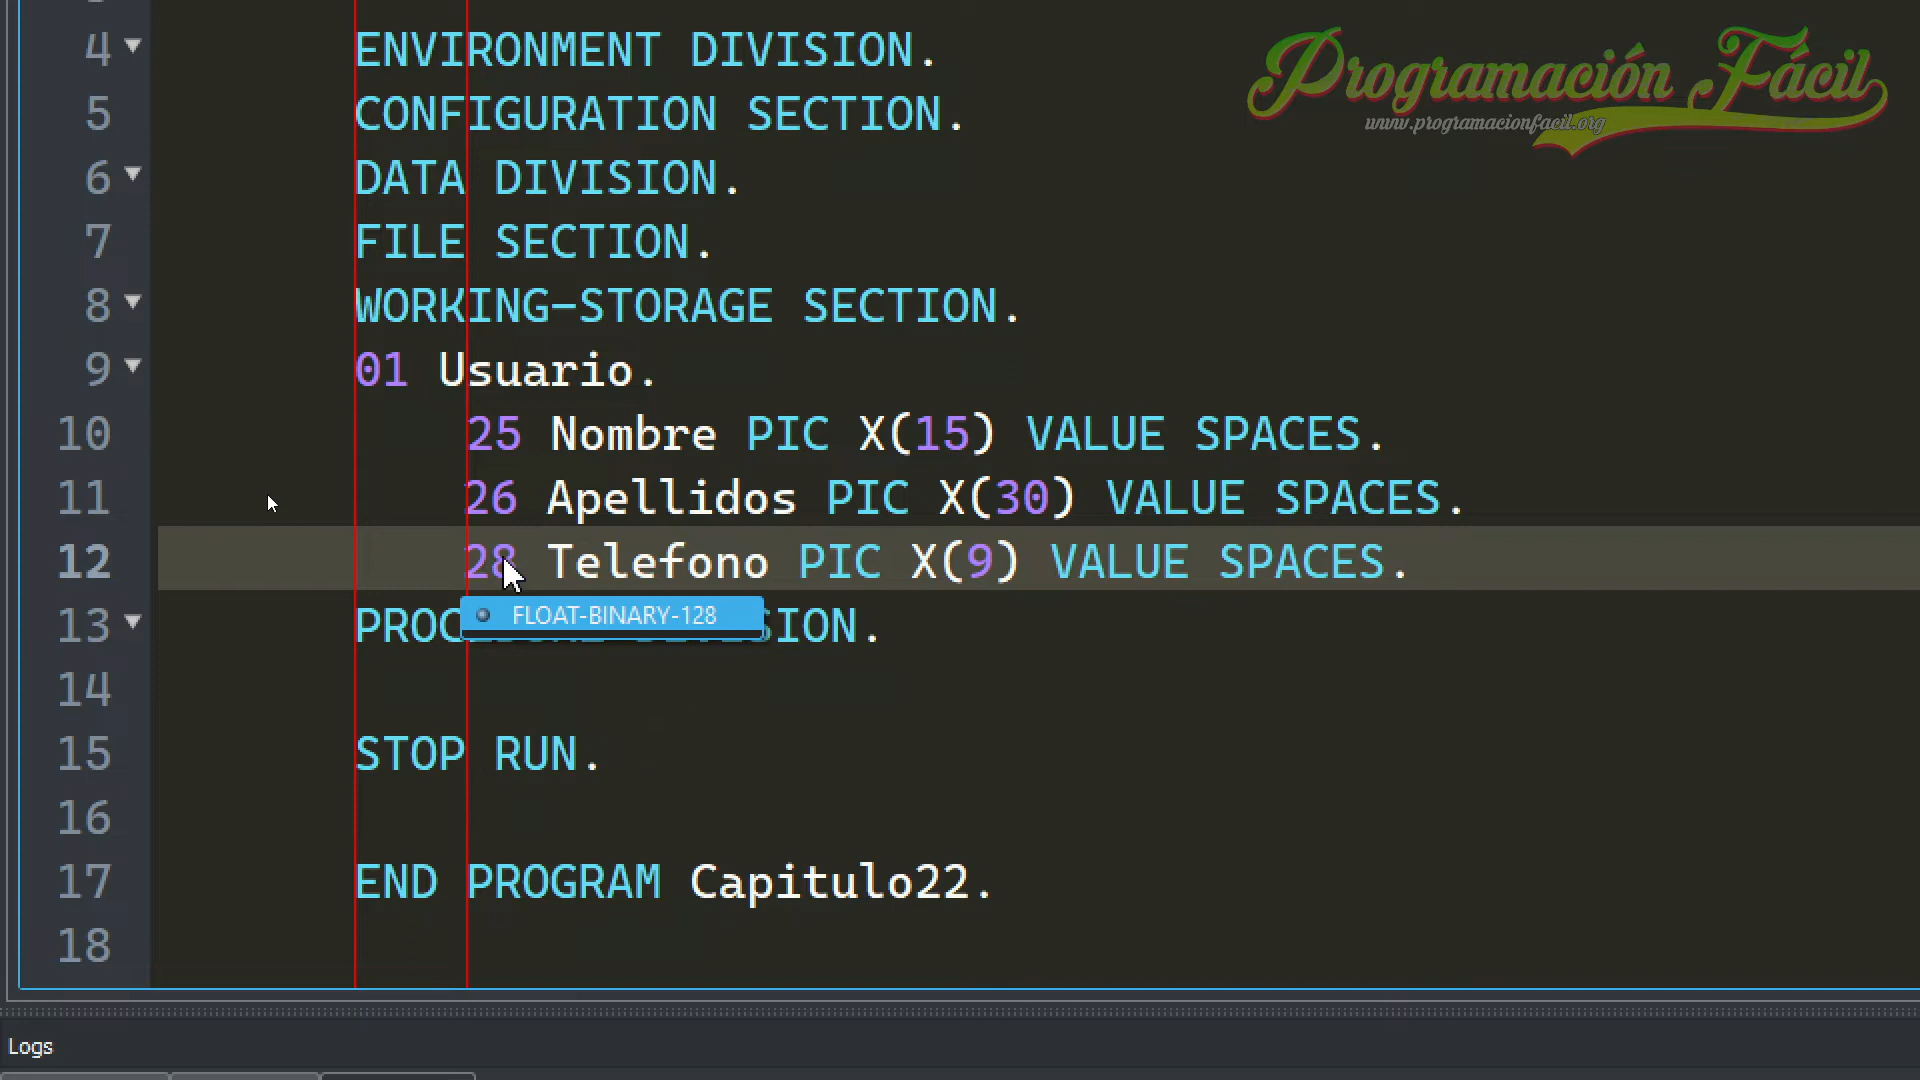 Programación Fácil
www.programacionfacil.org
4 ENVIRONMENT DIVISION.
5 CONFIGURATION SECTION.
6 DATA DIVISION.
7 FILE SECTION.
8 WORKING-STORAGE SECTION.
9 01 Usuario.
10 25 Nombre PIC X(15) VALUE SPACES.
11 26 Apellidos PIC X(30) VALUE SPACES.
12 28 Telefono PIC X(9) VALUE SPACES.
FLOAT-BINARY-128
13 PROCEDURE DIVISION.
14
15 STOP RUN.
16
17 END PROGRAM Capitulo22.
18
Logs